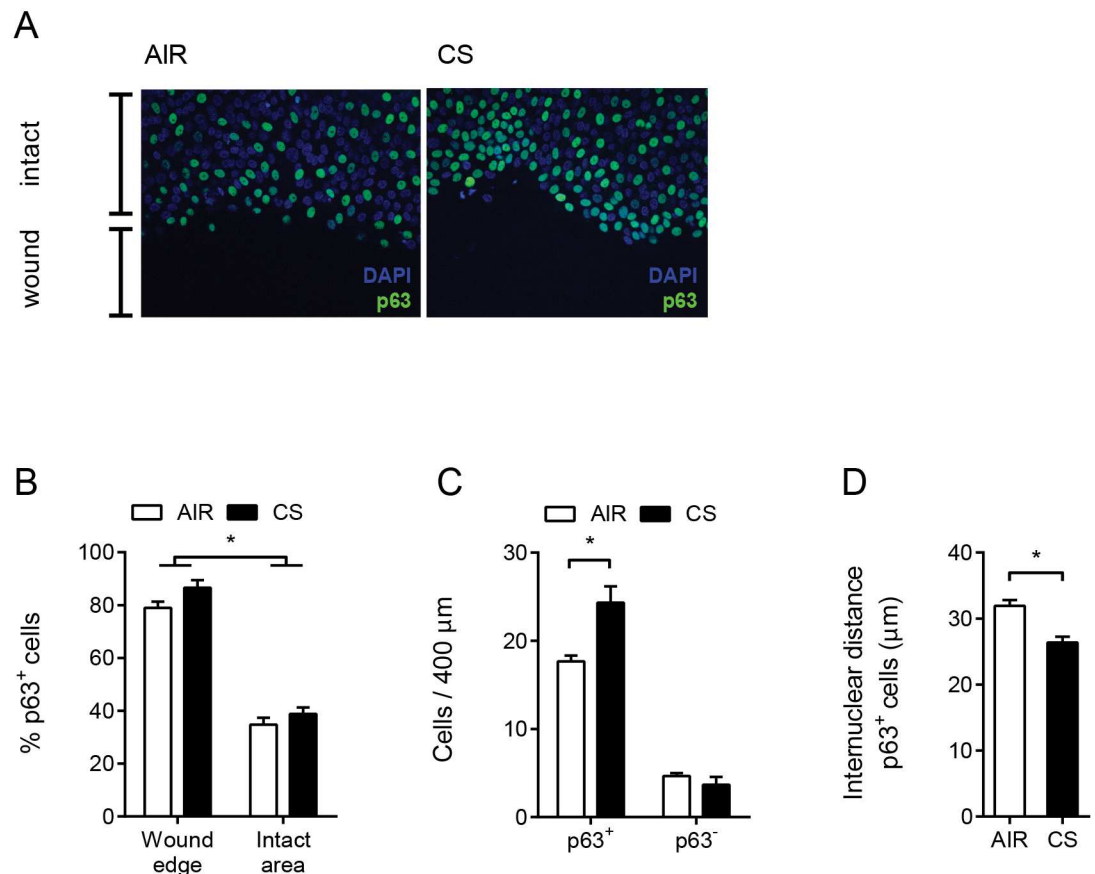 A
AIR
CS
intact
wound
DAPI
p63
DAPI
p63
B
AIR
CS
% p63⁺ cells
100
80
60
40
20
0
*
Wound
edge
Intact
area
C
AIR
CS
Cells / 400 µm
30
20
10
0
*
p63⁺
p63⁻
D
Internuclear distance
p63⁺ cells (µm)
40
30
20
10
0
*
AIR
CS